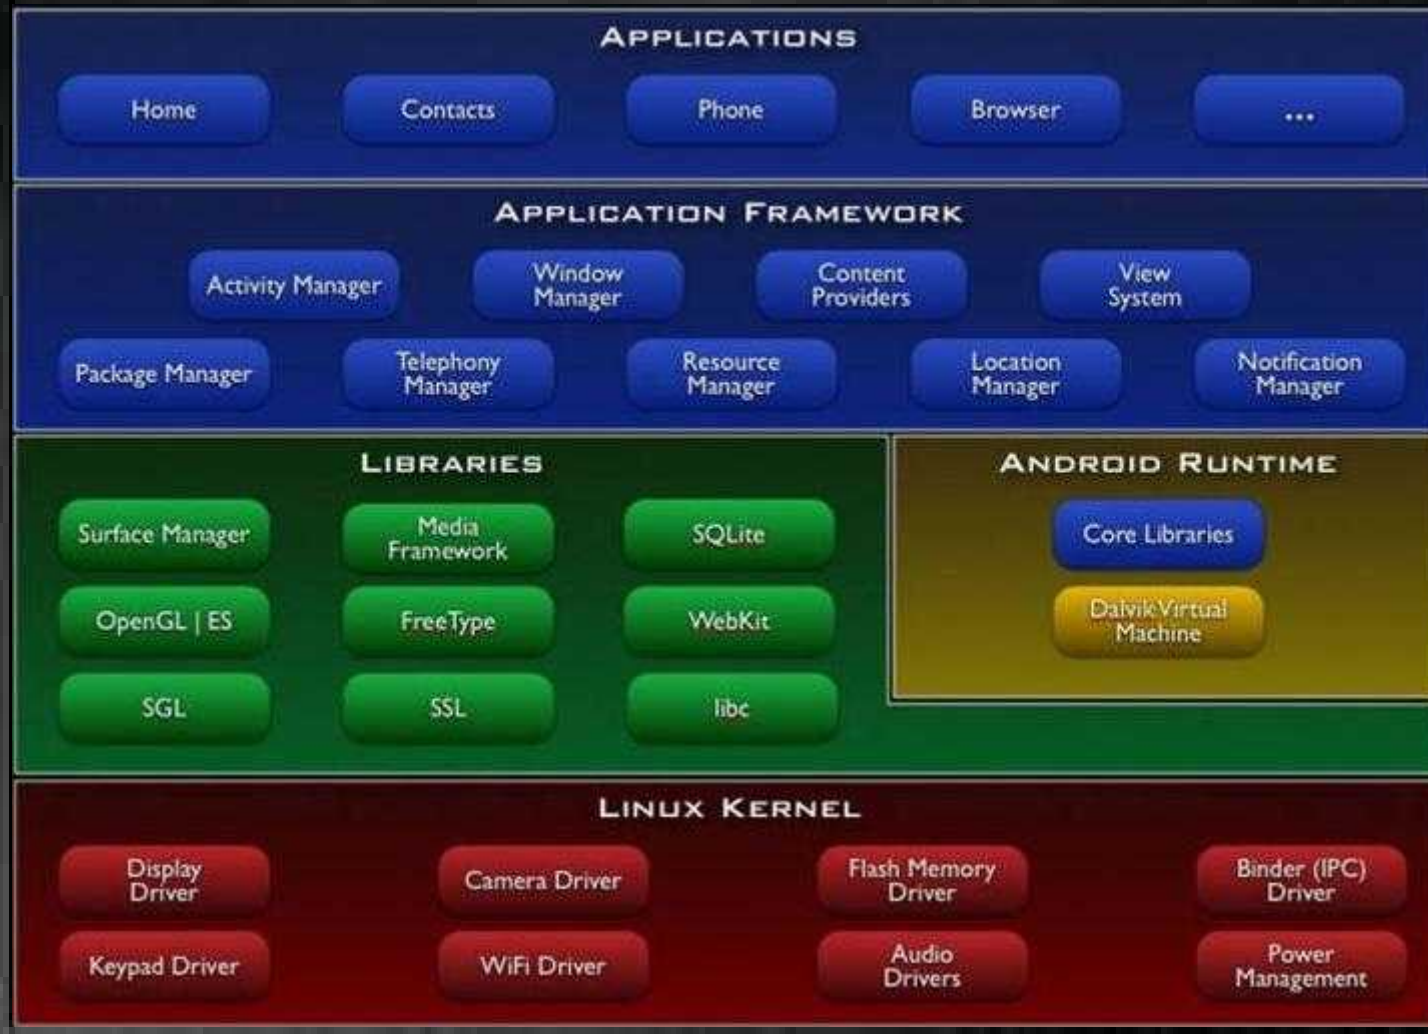 APPLICATIONS
Home
Contacts
Phone
Browser
...
APPLICATION FRAMEWORK
Activity Manager
Window
Manager
Content
Providers
View
System
Package Manager
Telephony
Manager
Resource
Manager
Location
Manager
Notification
Manager
LIBRARIES
Surface Manager
Media
Framework
SQLite
OpenGL | ES
FreeType
WebKit
SGL
SSL
libc
ANDROID RUNTIME
Core Libraries
Dalvik Virtual
Machine
LINUX KERNEL
Display
Driver
Camera Driver
Flash Memory
Driver
Binder (IPC)
Driver
Keypad Driver
WiFi Driver
Audio
Drivers
Power
Management